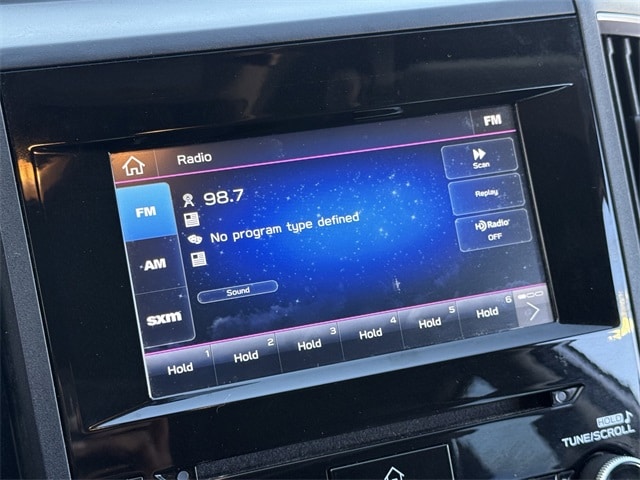 Radio
FM
FM
AM
sxm
98.7
No program type defined
Sound
Scan
Replay
HD Radio
OFF
Hold 1
Hold 2
Hold 3
Hold 4
Hold 5
Hold 6
HOLD
TUNE/SCROLL